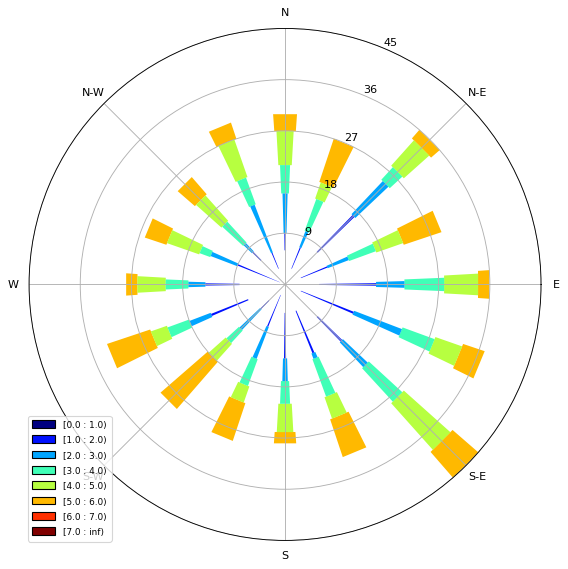 N
45
N-W
N-E
36
27
18
9
W
E
[0.0 : 1.0)
[1.0 : 2.0)
[2.0 : 3.0)
[3.0 : 4.0)
[4.0 : 5.0)
[5.0 : 6.0)
[6.0 : 7.0)
[7.0 : inf)
S-W
S-E
S